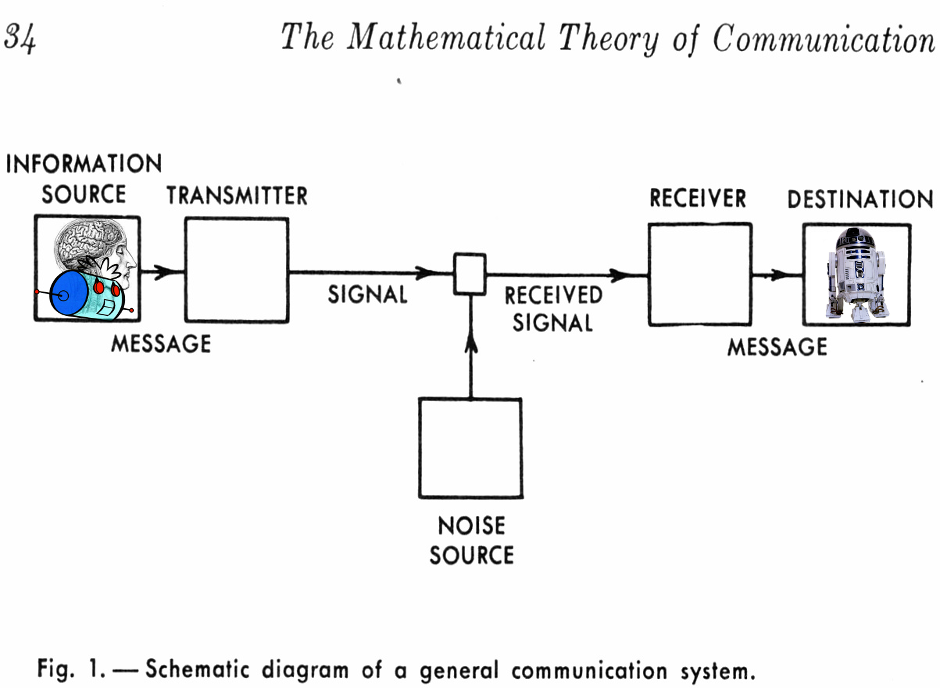 34 The Mathematical Theory of Communication
INFORMATION
SOURCE TRANSMITTER RECEIVER DESTINATION
SIGNAL RECEIVED
SIGNAL
MESSAGE MESSAGE
NOISE
SOURCE
Fig. 1. — Schematic diagram of a general communication system.